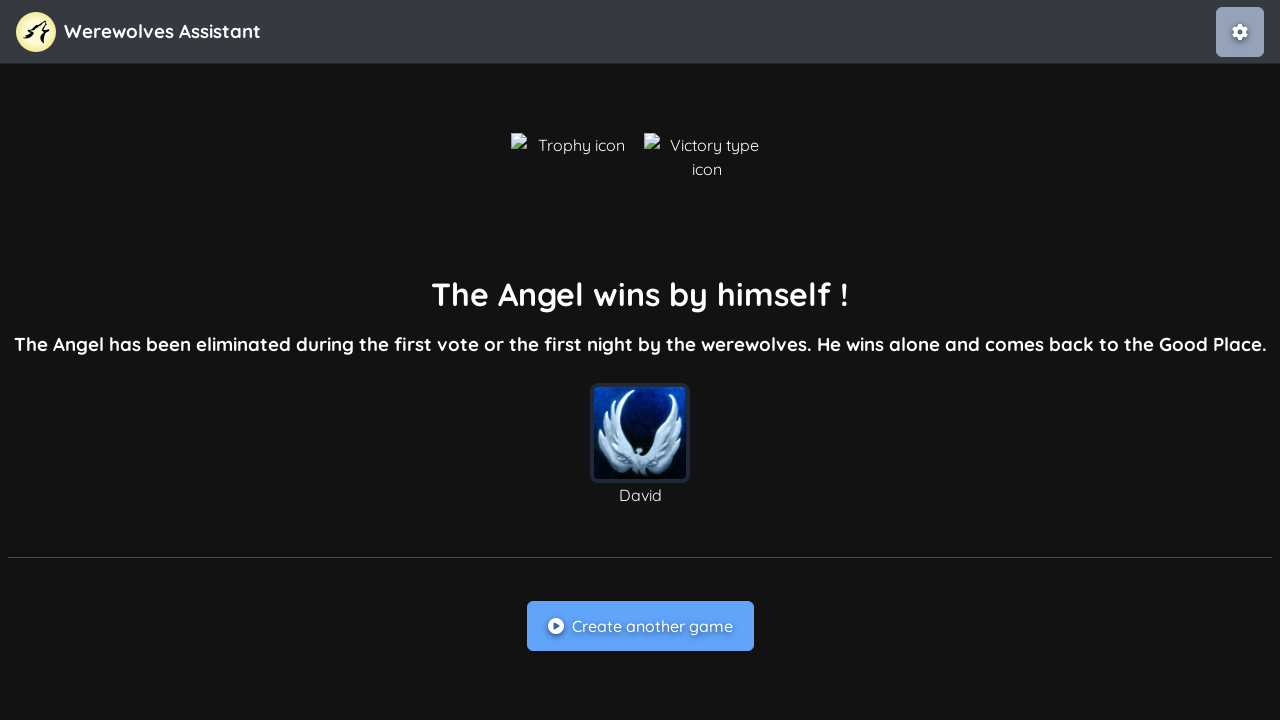 Werewolves Assistant
Trophy icon
Victory type
icon
The Angel wins by himself !
The Angel has been eliminated during the first vote or the first night by the werewolves. He wins alone and comes back to the Good Place.
David
Create another game